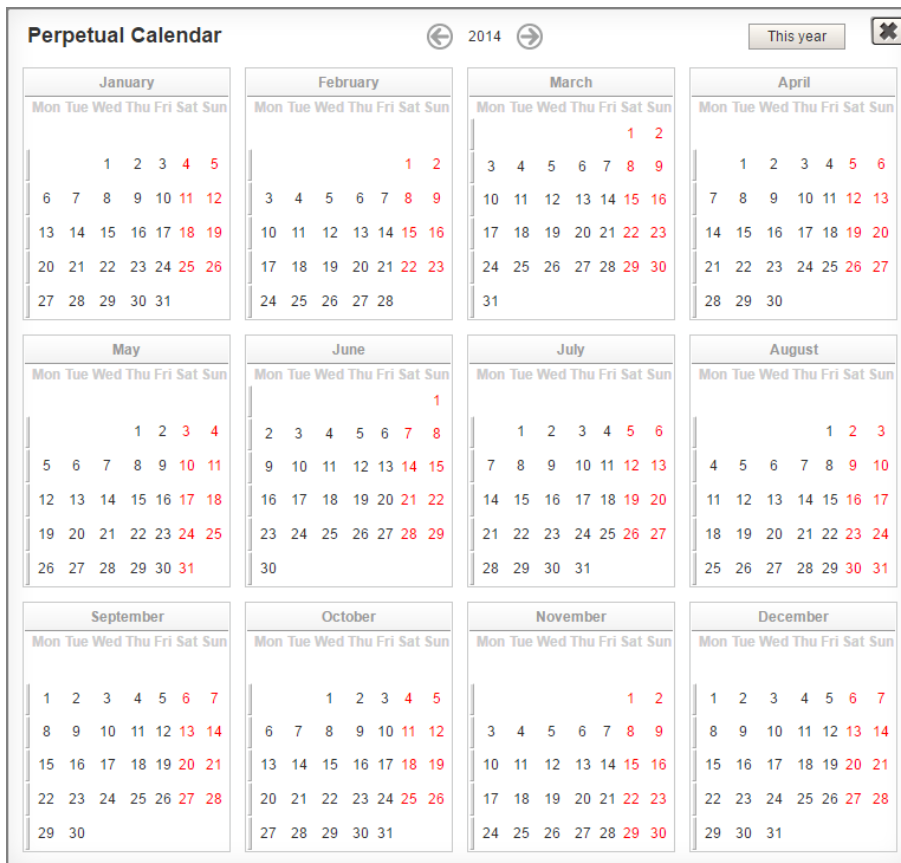 Perpetual Calendar 2014 This year
January February March April
Mon Tue Wed Thu Fri Sat Sun Mon Tue Wed Thu Fri Sat Sun Mon Tue Wed Thu Fri Sat Sun Mon Tue Wed Thu Fri Sat Sun
1 2
1 2 3 4 5 1 2 3 4 5 6 7 8 9 1 2 3 4 5 6
6 7 8 9 10 11 12 3 4 5 6 7 8 9 10 11 12 13 14 15 16 7 8 9 10 11 12 13
13 14 15 16 17 18 19 10 11 12 13 14 15 16 17 18 19 20 21 22 23 14 15 16 17 18 19 20
20 21 22 23 24 25 26 17 18 19 20 21 22 23 24 25 26 27 28 29 30 21 22 23 24 25 26 27
27 28 29 30 31 24 25 26 27 28 31 28 29 30
May June July August
Mon Tue Wed Thu Fri Sat Sun Mon Tue Wed Thu Fri Sat Sun Mon Tue Wed Thu Fri Sat Sun Mon Tue Wed Thu Fri Sat Sun
1
1 2 3 4 2 3 4 5 6 7 8 1 2 3 4 5 6 1 2 3
5 6 7 8 9 10 11 9 10 11 12 13 14 15 7 8 9 10 11 12 13 4 5 6 7 8 9 10
12 13 14 15 16 17 18 16 17 18 19 20 21 22 14 15 16 17 18 19 20 11 12 13 14 15 16 17
19 20 21 22 23 24 25 23 24 25 26 27 28 29 21 22 23 24 25 26 27 18 19 20 21 22 23 24
26 27 28 29 30 31 30 28 29 30 31 25 26 27 28 29 30 31
September October November December
Mon Tue Wed Thu Fri Sat Sun Mon Tue Wed Thu Fri Sat Sun Mon Tue Wed Thu Fri Sat Sun Mon Tue Wed Thu Fri Sat Sun
1 2 3 4 5 6 7 1 2 3 4 5 1 2 1 2 3 4 5 6 7
8 9 10 11 12 13 14 6 7 8 9 10 11 12 3 4 5 6 7 8 9 8 9 10 11 12 13 14
15 16 17 18 19 20 21 13 14 15 16 17 18 19 10 11 12 13 14 15 16 15 16 17 18 19 20 21
22 23 24 25 26 27 28 20 21 22 23 24 25 26 17 18 19 20 21 22 23 22 23 24 25 26 27 28
29 30 27 28 29 30 31 24 25 26 27 28 29 30 29 30 31